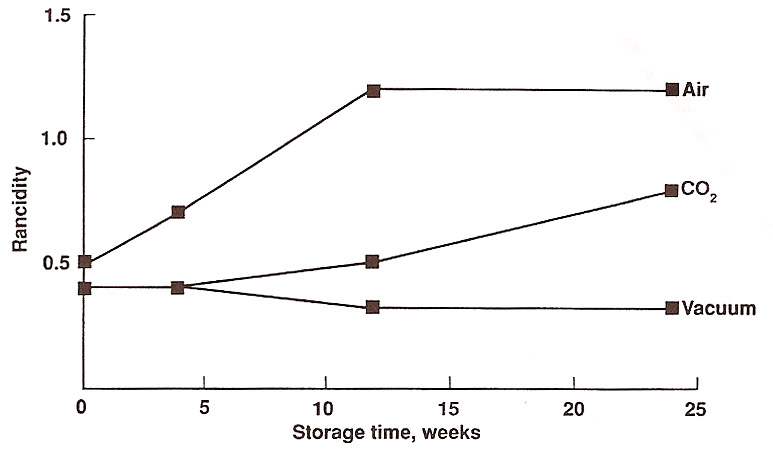 1.5
Air
1.0
CO₂
Rancidity
0.5
Vacuum
0 5 10 15 20 25
Storage time, weeks